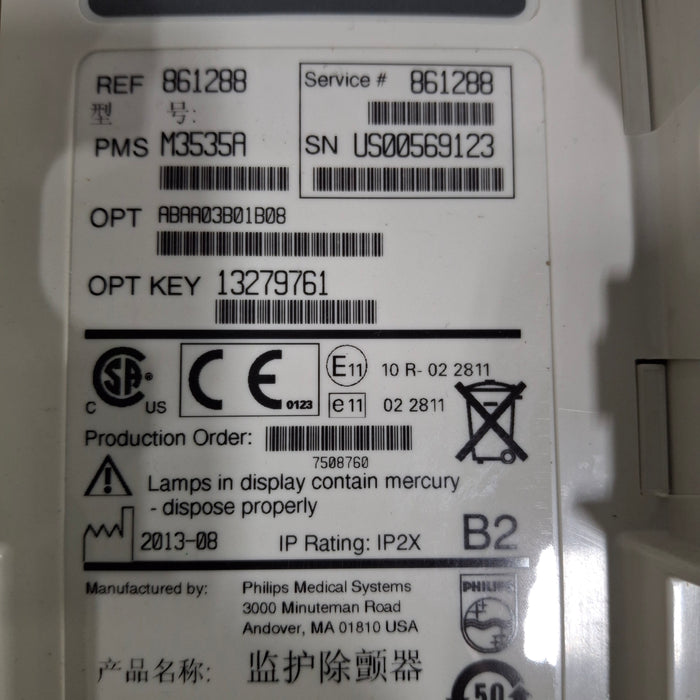 REF 861288
型 号:
PMS M3535A
Service # 861288
SN US00569123
OPT ABAA03B01B08
OPT KEY 13279761
C SA ® US
CE 0123
E11 10 R- 02 2811
e11 02 2811
Production Order:
7508760
Lamps in display contain mercury
- dispose properly
2013-08 IP Rating: IP2X B2
Manufactured by: Philips Medical Systems
3000 Minuteman Road
Andover, MA 01810 USA
PHILIPS
产品名称: 监护除颤器
50